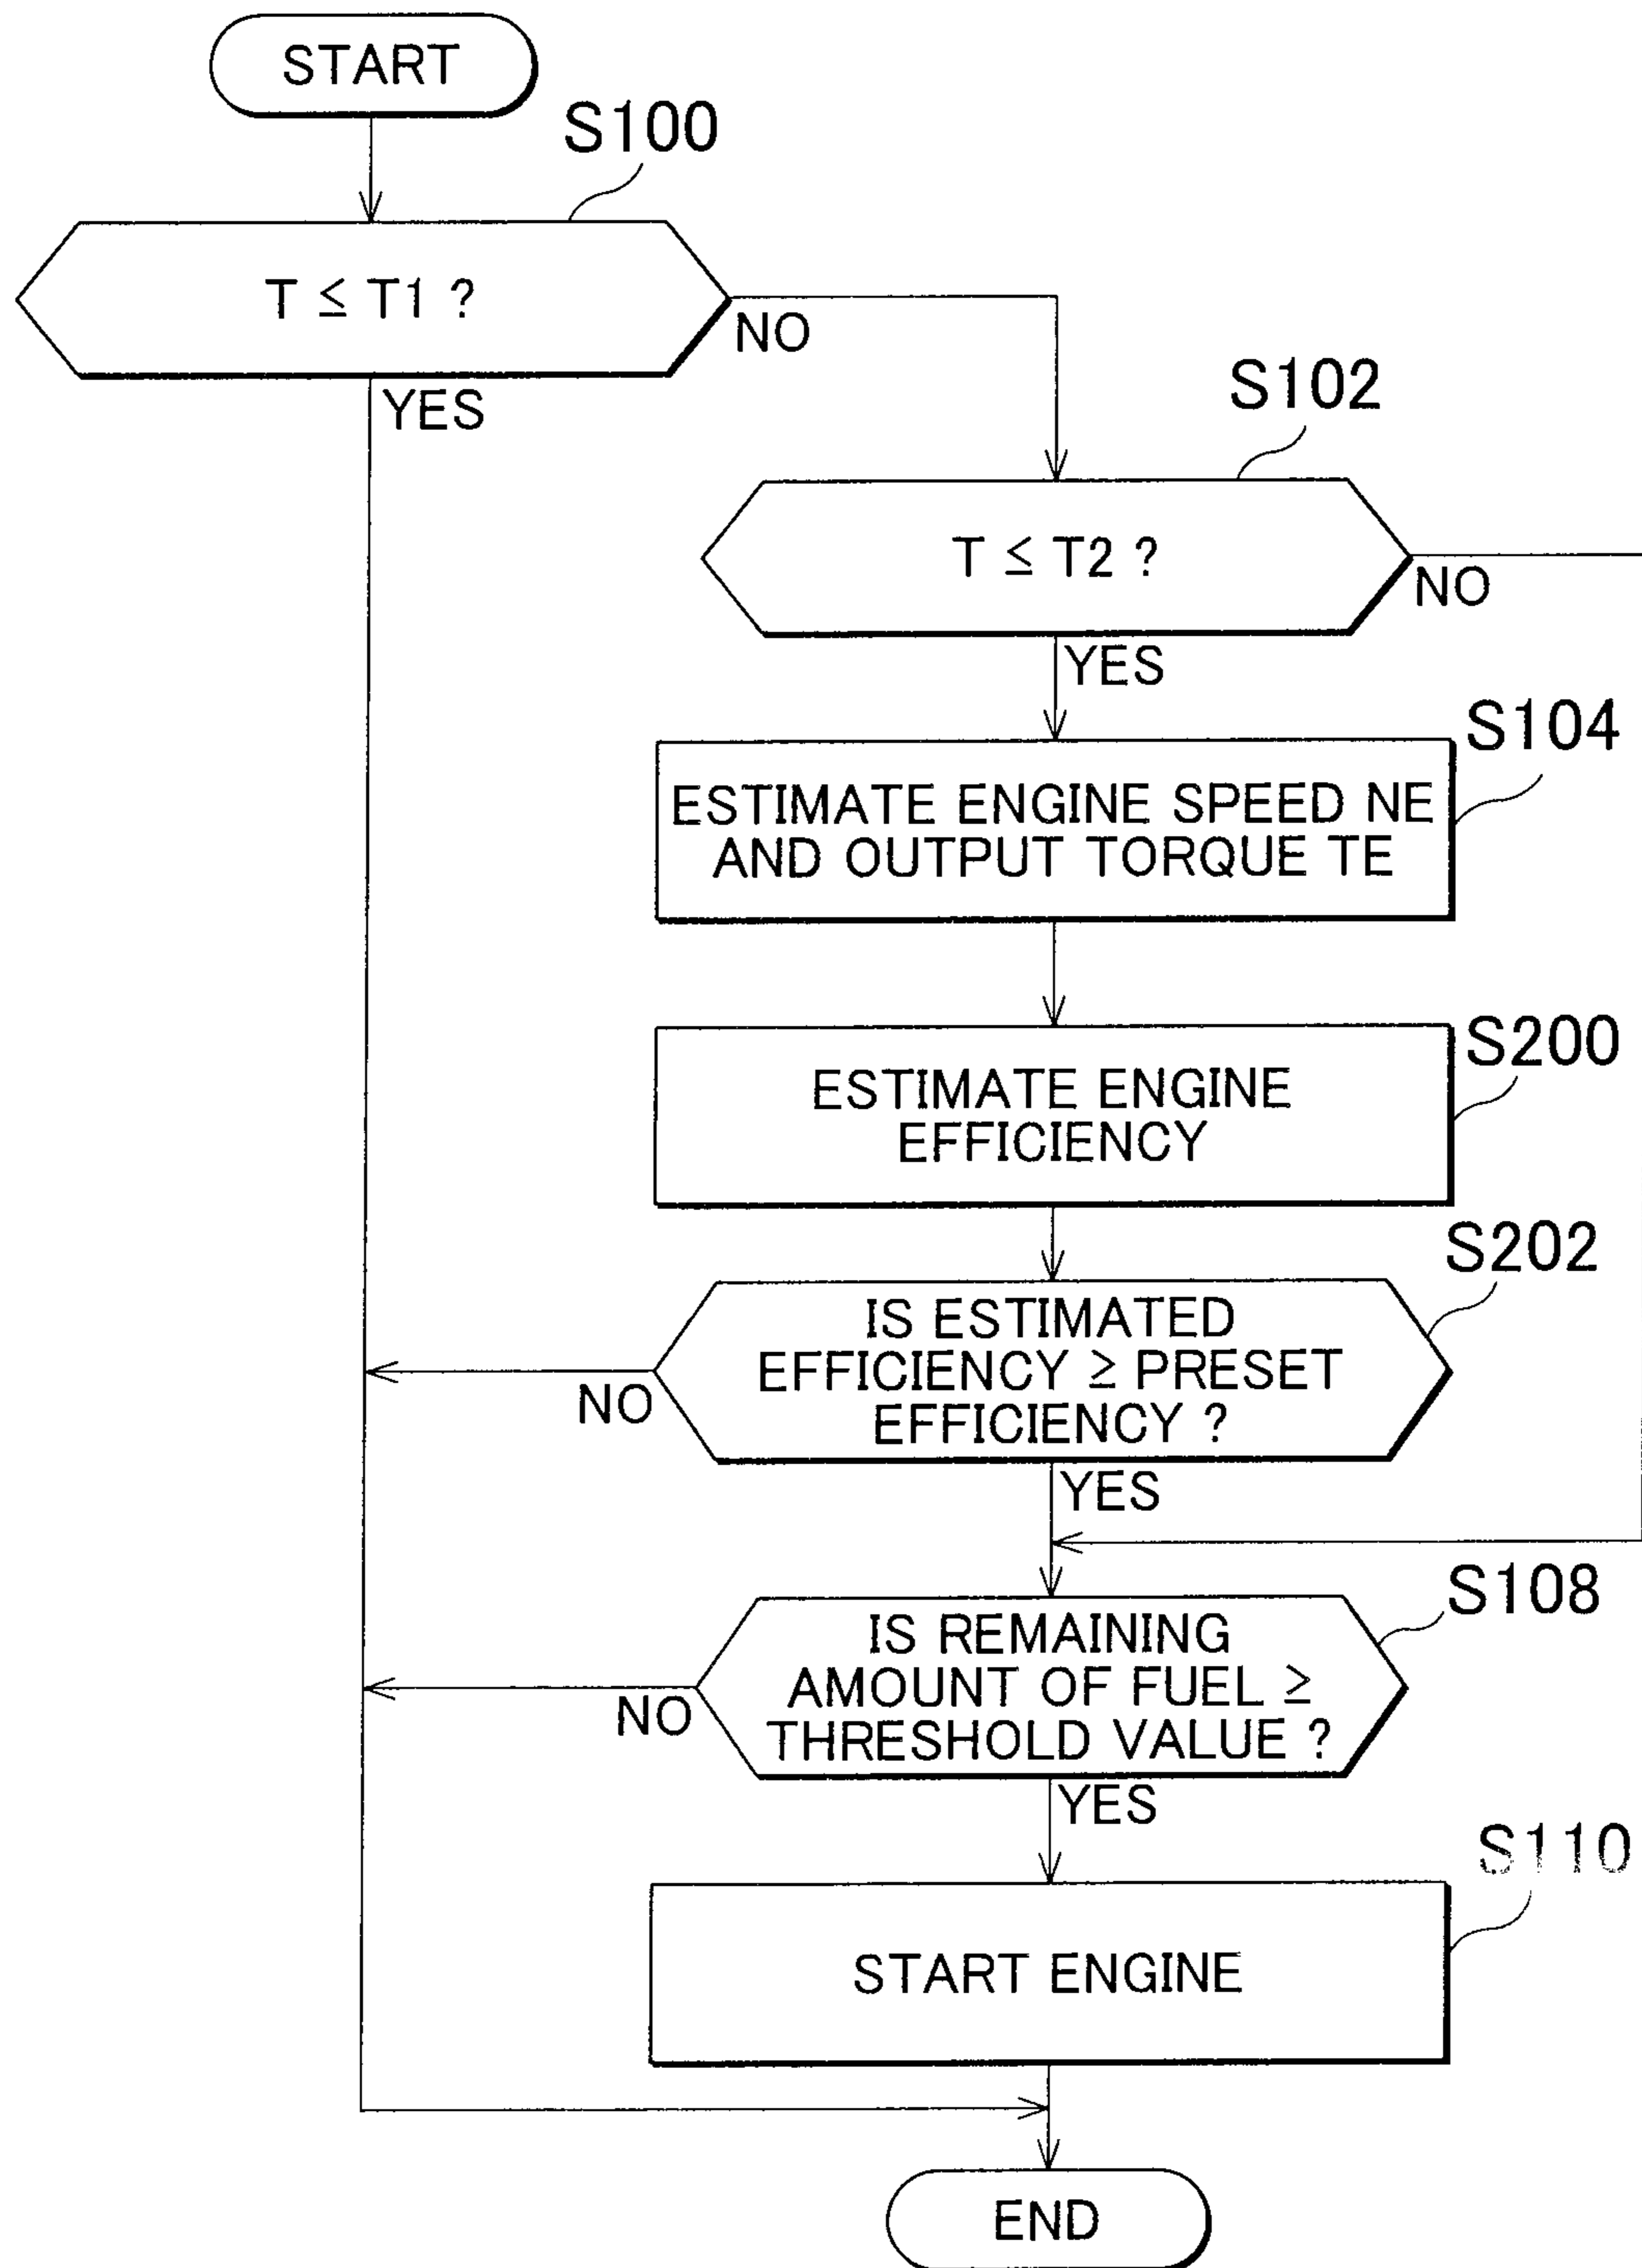 START
S100
T ≤ T1 ?
NO
YES
S102
T ≤ T2 ?
NO
YES
S104
ESTIMATE ENGINE SPEED NE
AND OUTPUT TORQUE TE
S200
ESTIMATE ENGINE
EFFICIENCY
S202
IS ESTIMATED
EFFICIENCY ≥ PRESET
EFFICIENCY ?
NO
YES
S108
IS REMAINING
AMOUNT OF FUEL ≥
THRESHOLD VALUE ?
NO
YES
S110
START ENGINE
END